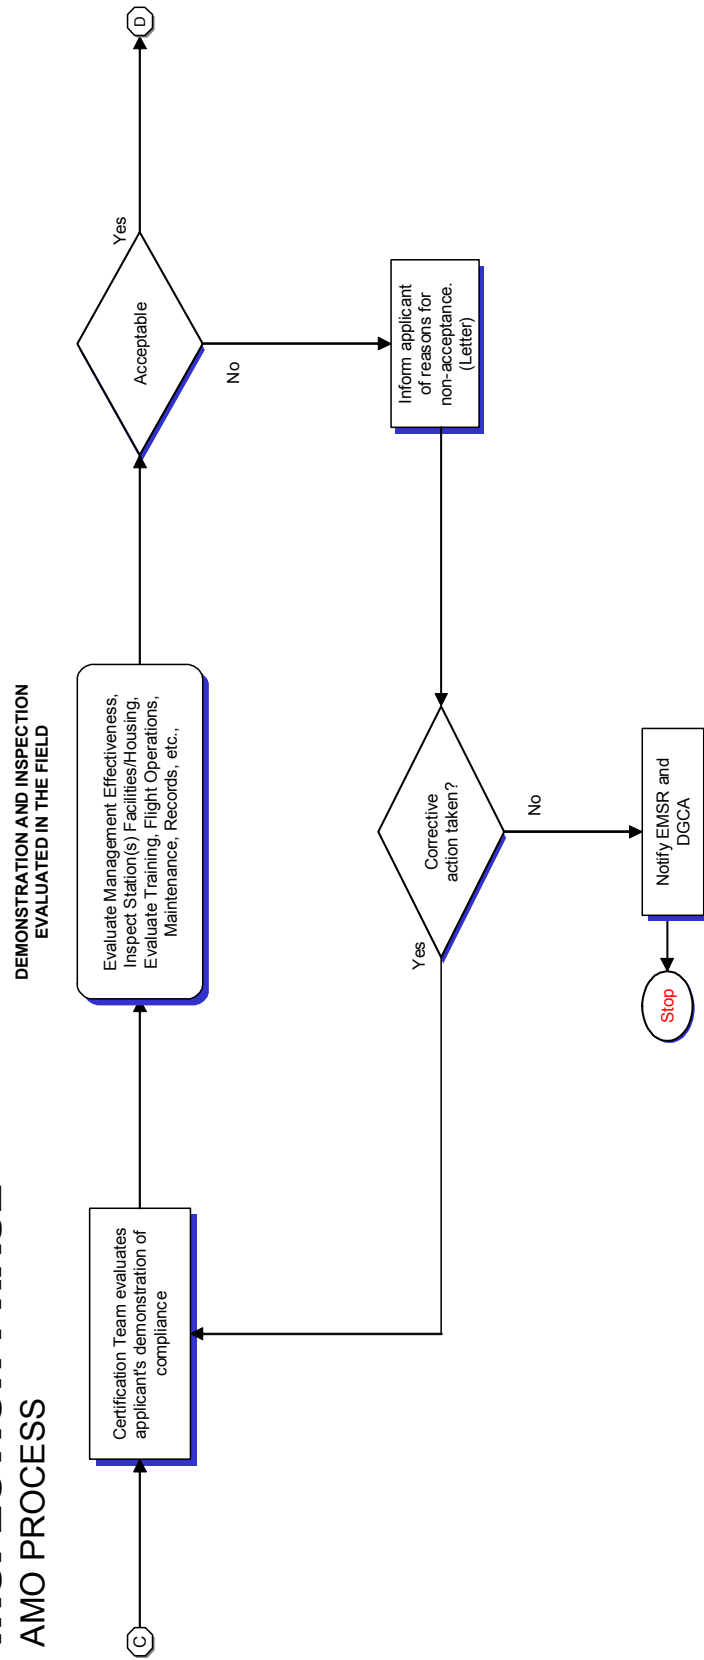 AMO PROCESS
DEMONSTRATION AND INSPECTION
EVALUATED IN THE FIELD
C
Certification Team evaluates
applicant's demonstration of
compliance
Evaluate Management Effectiveness,
Inspect Station(s) Facilities/Housing,
Evaluate Training, Flight Operations,
Maintenance, Records, etc.,
Acceptable
Yes
D
No
Inform applicant
of reasons for
non-acceptance.
(Letter)
Corrective
action taken?
Yes
No
Notify EMSR and
DGCA
Stop